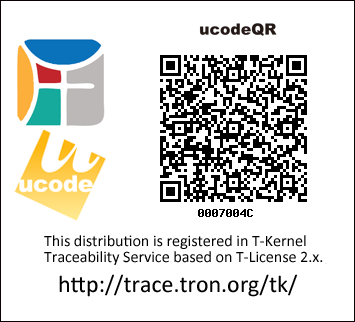 ucodeQR
u
ucode
0007004C
This distribution is registered in T-Kernel
Traceability Service based on T-License 2.x.
http://trace.tron.org/tk/